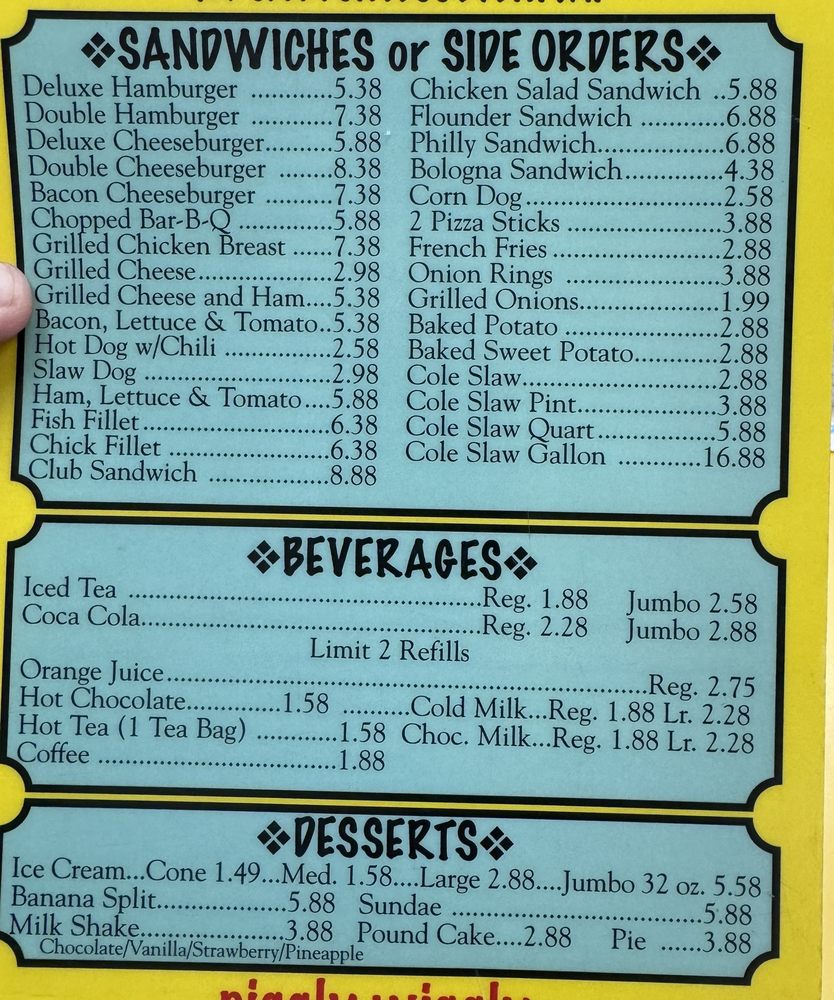 ❖SANDWICHES or SIDE ORDERS❖
Deluxe Hamburger ............5.38
Double Hamburger ............7.38
Deluxe Cheeseburger..........5.88
Double Cheeseburger ..........8.38
Bacon Cheeseburger ..........7.38
Chopped Bar-B-Q ..............5.88
Grilled Chicken Breast ......7.38
Grilled Cheese....................2.98
Grilled Cheese and Ham....5.38
Bacon, Lettuce & Tomato..5.38
Hot Dog w/Chili ................2.58
Slaw Dog ............................2.98
Ham, Lettuce & Tomato....5.88
Fish Fillet............................6.38
Chick Fillet ........................6.38
Club Sandwich ..................8.88
Chicken Salad Sandwich ..5.88
Flounder Sandwich ............6.88
Philly Sandwich..................6.88
Bologna Sandwich..............4.38
Corn Dog............................2.58
2 Pizza Sticks ......................3.88
French Fries ........................2.88
Onion Rings ......................3.88
Grilled Onions....................1.99
Baked Potato ......................2.88
Baked Sweet Potato............2.88
Cole Slaw............................2.88
Cole Slaw Pint....................3.88
Cole Slaw Quart................5.88
Cole Slaw Gallon ............16.88
❖BEVERAGES❖
Iced Tea ....................................................Reg. 1.88 Jumbo 2.58
Coca Cola..................................................Reg. 2.28 Jumbo 2.88
Limit 2 Refills
Orange Juice......................................................................Reg. 2.75
Hot Chocolate..............1.58 ..........Cold Milk...Reg. 1.88 Lr. 2.28
Hot Tea (1 Tea Bag) ............1.58 Choc. Milk...Reg. 1.88 Lr. 2.28
Coffee ..................................1.88
❖DESSERTS❖
Ice Cream...Cone 1.49...Med. 1.58....Large 2.88....Jumbo 32 oz. 5.58
Banana Split....................5.88 Sundae ....................................5.88
Milk Shake......................3.88 Pound Cake....2.88 Pie ......3.88
Chocolate/Vanilla/Strawberry/Pineapple